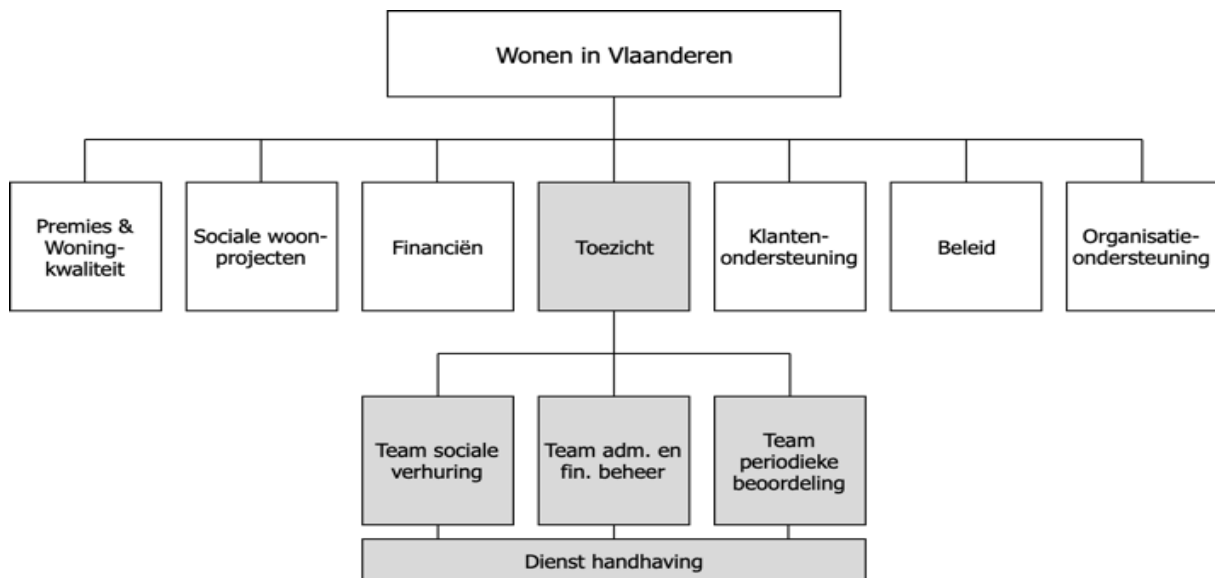 Wonen in Vlaanderen
Premies &
Woning-
kwaliteit
Sociale woon-
projecten
Financiën
Toezicht
Klanten-
ondersteuning
Beleid
Organisatie-
ondersteuning
Team sociale
verhuring
Team adm. en
fin. beheer
Team
periodieke
beoordeling
Dienst handhaving